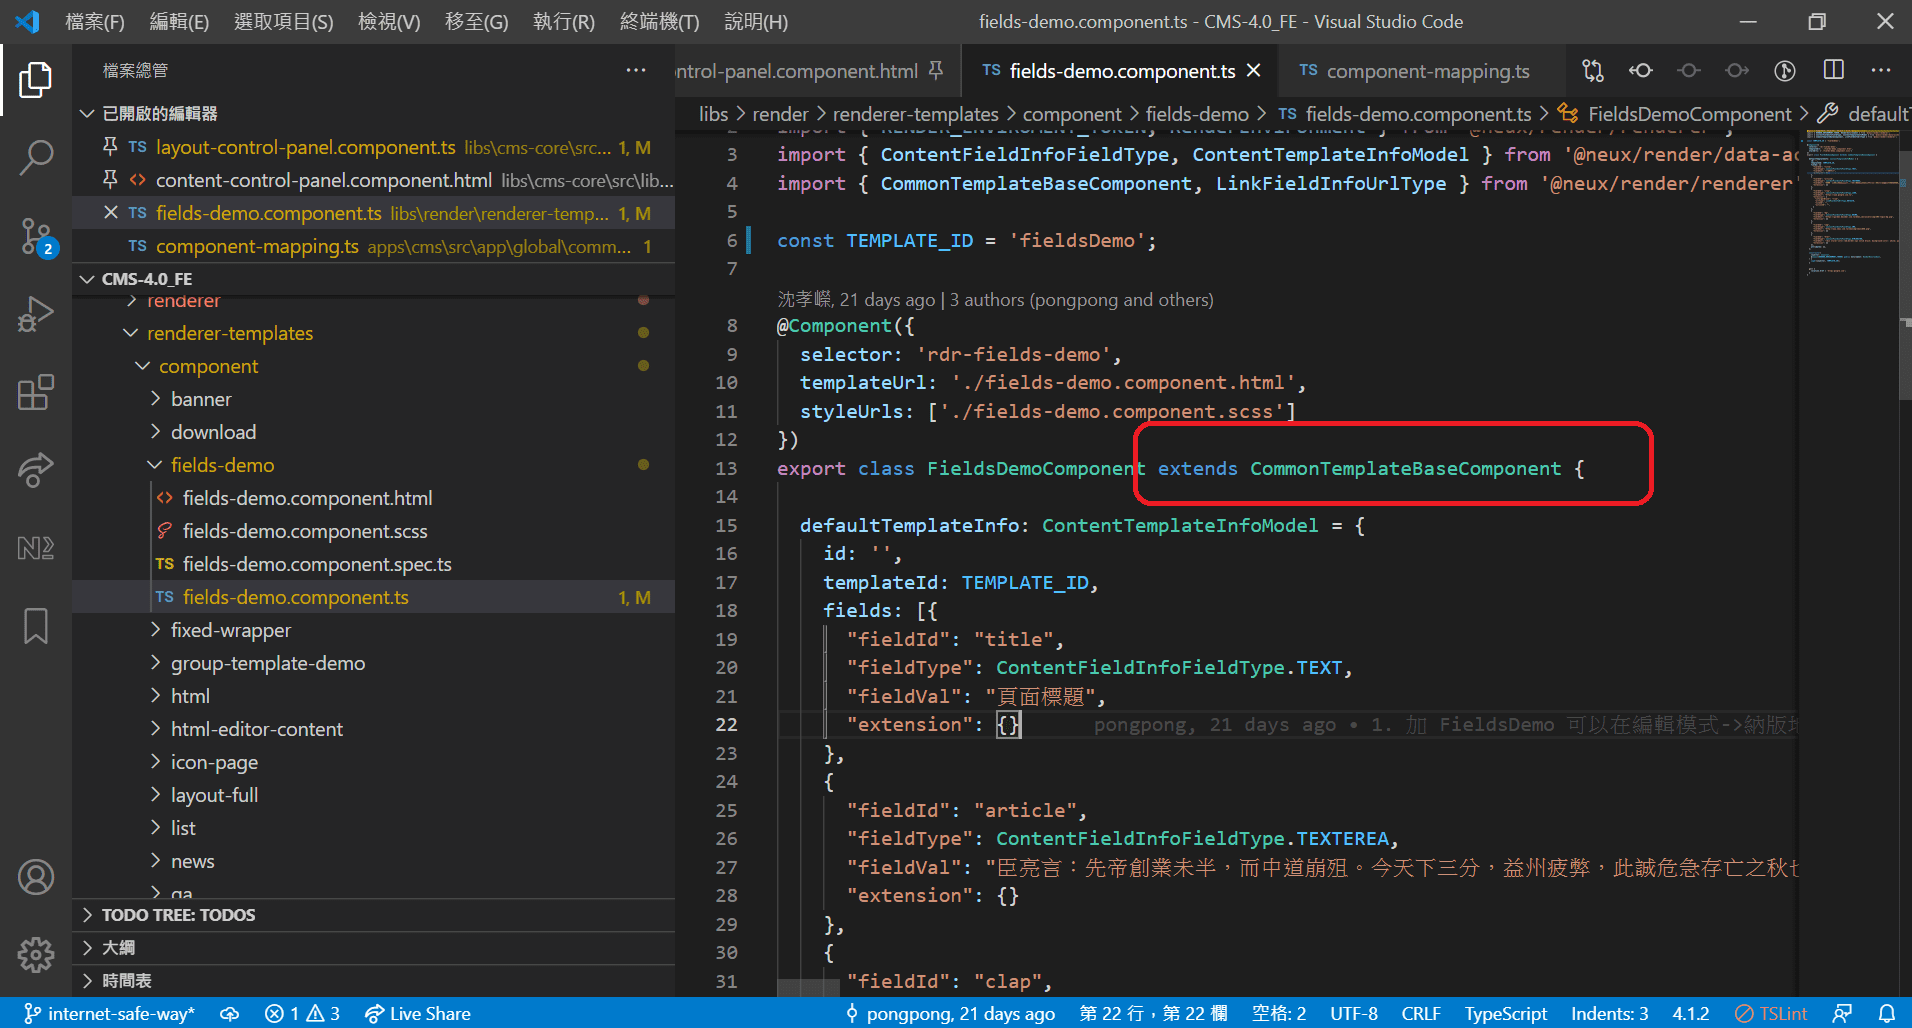 檔案(F) 編輯(E) 選取項目(S) 檢視(V) 移至(G) 執行(R) 終端機(T) 說明(H)
fields-demo.component.ts - CMS-4.0_FE - Visual Studio Code
檔案總管
已開啟的編輯器
TS layout-control-panel.component.ts libs\cms-core\src... 1, M
<> content-control-panel.component.html libs\cms-core\src\lib...
TS fields-demo.component.ts libs\render\renderer-temp... 1, M
TS component-mapping.ts apps\cms\src\app\global\comm... 1
CMS-4.0_FE
renderer
renderer-templates
component
banner
download
fields-demo
<> fields-demo.component.html
fields-demo.component.scss
TS fields-demo.component.spec.ts
TS fields-demo.component.ts 1, M
fixed-wrapper
group-template-demo
html
html-editor-content
icon-page
layout-full
list
news
qa
TODO TREE: TODOS
大綱
時間表
2
ntrol-panel.component.html
TS fields-demo.component.ts
TS component-mapping.ts
libs > render > renderer-templates > component > fields-demo > TS fields-demo.component.ts > FieldsDemoComponent > default
2 import { RENDER_ENVIROMENT_TOKEN, RenderEnvironment } from '@neux/render/renderer';
3 import { ContentFieldInfoFieldType, ContentTemplateInfoModel } from '@neux/render/data-ac
4 import { CommonTemplateBaseComponent, LinkFieldInfoUrlType } from '@neux/render/renderer'
5
6 const TEMPLATE_ID = 'fieldsDemo';
7
21 days ago | 3 authors (pongpong and others)
8 @Component({
9 selector: 'rdr-fields-demo',
10 templateUrl: './fields-demo.component.html',
11 styleUrls: ['./fields-demo.component.scss']
12 })
13 export class FieldsDemoComponent extends CommonTemplateBaseComponent {
14
15 defaultTemplateInfo: ContentTemplateInfoModel = {
16 id: '',
17 templateId: TEMPLATE_ID,
18 fields: [{
19 "fieldId": "title",
20 "fieldType": ContentFieldInfoFieldType.TEXT,
21 "fieldVal": "頁面標題",
22 "extension": {} pongpong, 21 days ago • 1. 加 FieldsDemo 可以在編輯模式->納版
23 },
24 {
25 "fieldId": "article",
26 "fieldType": ContentFieldInfoFieldType.TEXTEREA,
27 "fieldVal": "臣亮言：先帝創業未半，而中道崩殂。今天下三分，益州疲弊，此誠危急存亡之秋
28 "extension": {}
29 },
30 {
31 "fieldId": "clap",
internet-safe-way* 1 3 Live Share pongpong, 21 days ago 第 22 行，第 22 欄 空格: 2 UTF-8 CRLF TypeScript Indents: 3 4.1.2 TSLint